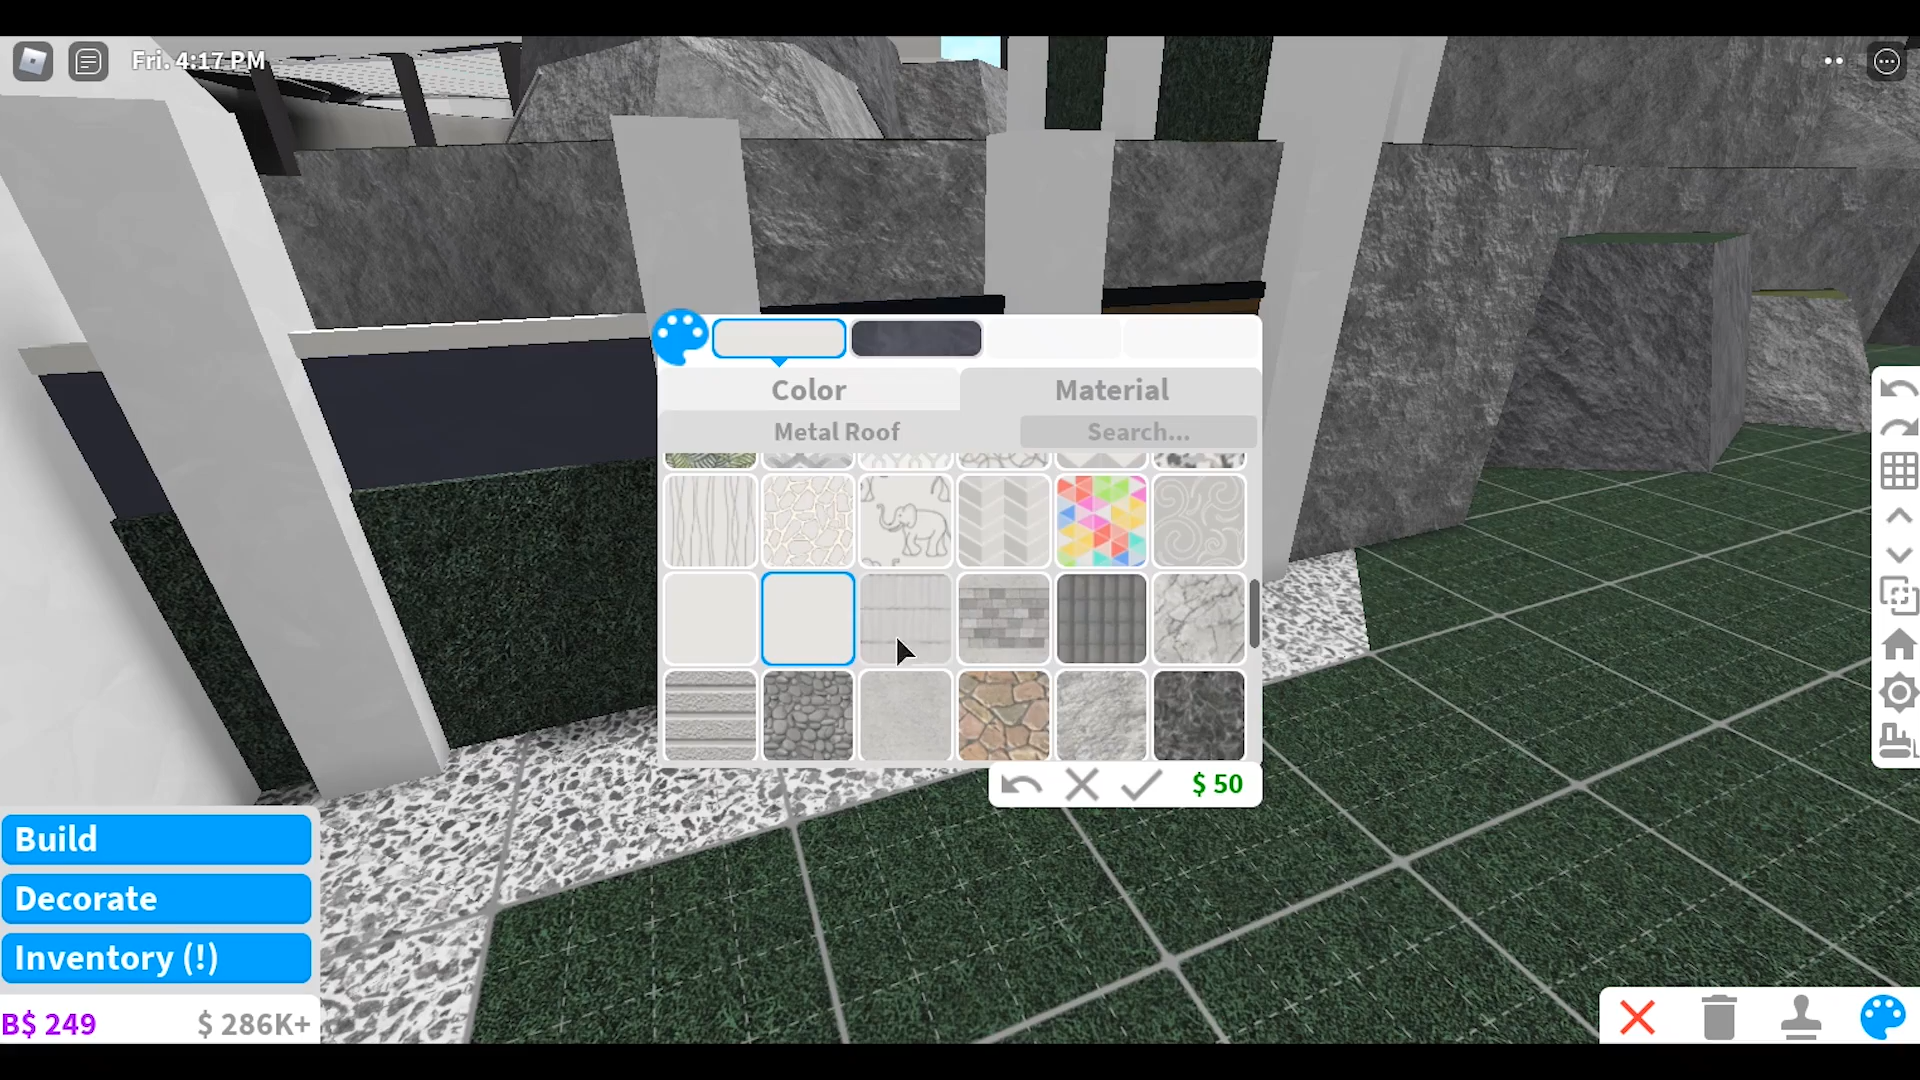 Fri. 4:17 PM
Color
Material
Metal Roof
Search...
$ 50
Build
Decorate
Inventory (!)
B$ 249
$ 286K+